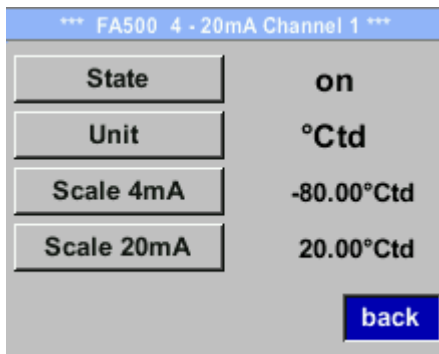 *** FA500 4 - 20mA Channel 1 ***
State on
Unit °Ctd
Scale 4mA -80.00°Ctd
Scale 20mA 20.00°Ctd
back